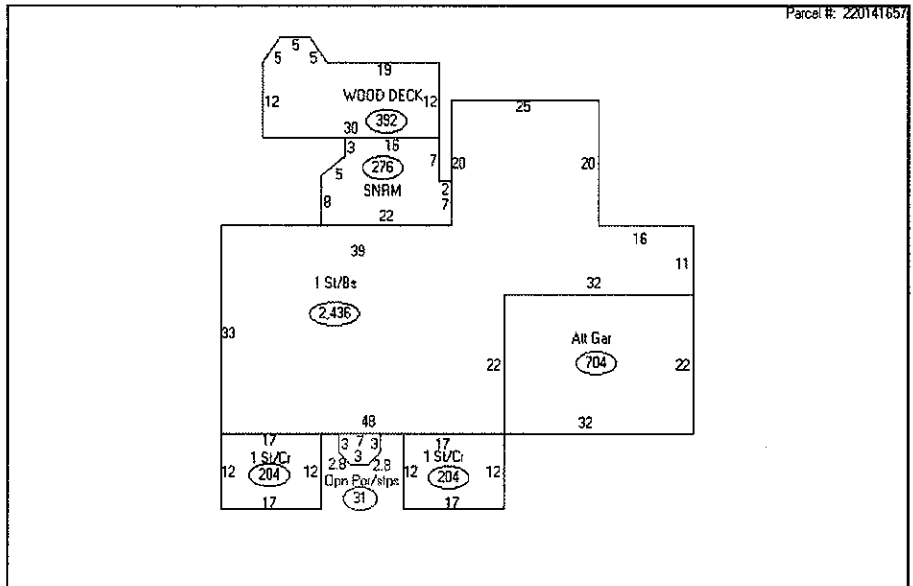 Parcel #: 220141657
5
5 5
19
12 WOOD DECK 12
392
25
30 16
3 7 20 20
276
5 SNRM 2
8 7
22
39 16
11
1 St/Bs 32
2,436
33 Att Gar
22 704 22
48 32
17 3 7 3 17
1 St/Cr 3 1 St/Cr
12 204 12 2.8 2.8 12 204 12
Opn Por/stps
31
17 17